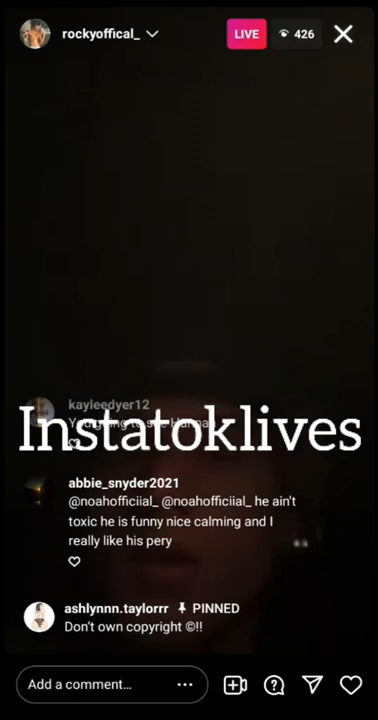 rockyoffical_
LIVE
426
kayleedyer12
Instatoklives
abbie_snyder2021
@noahofficiial_ @noahofficiial_ he ain't
toxic he is funny nice calming and I
really like his pery
ashlynnn.taylorrr PINNED
Don't own copyright ©!!
Add a comment...